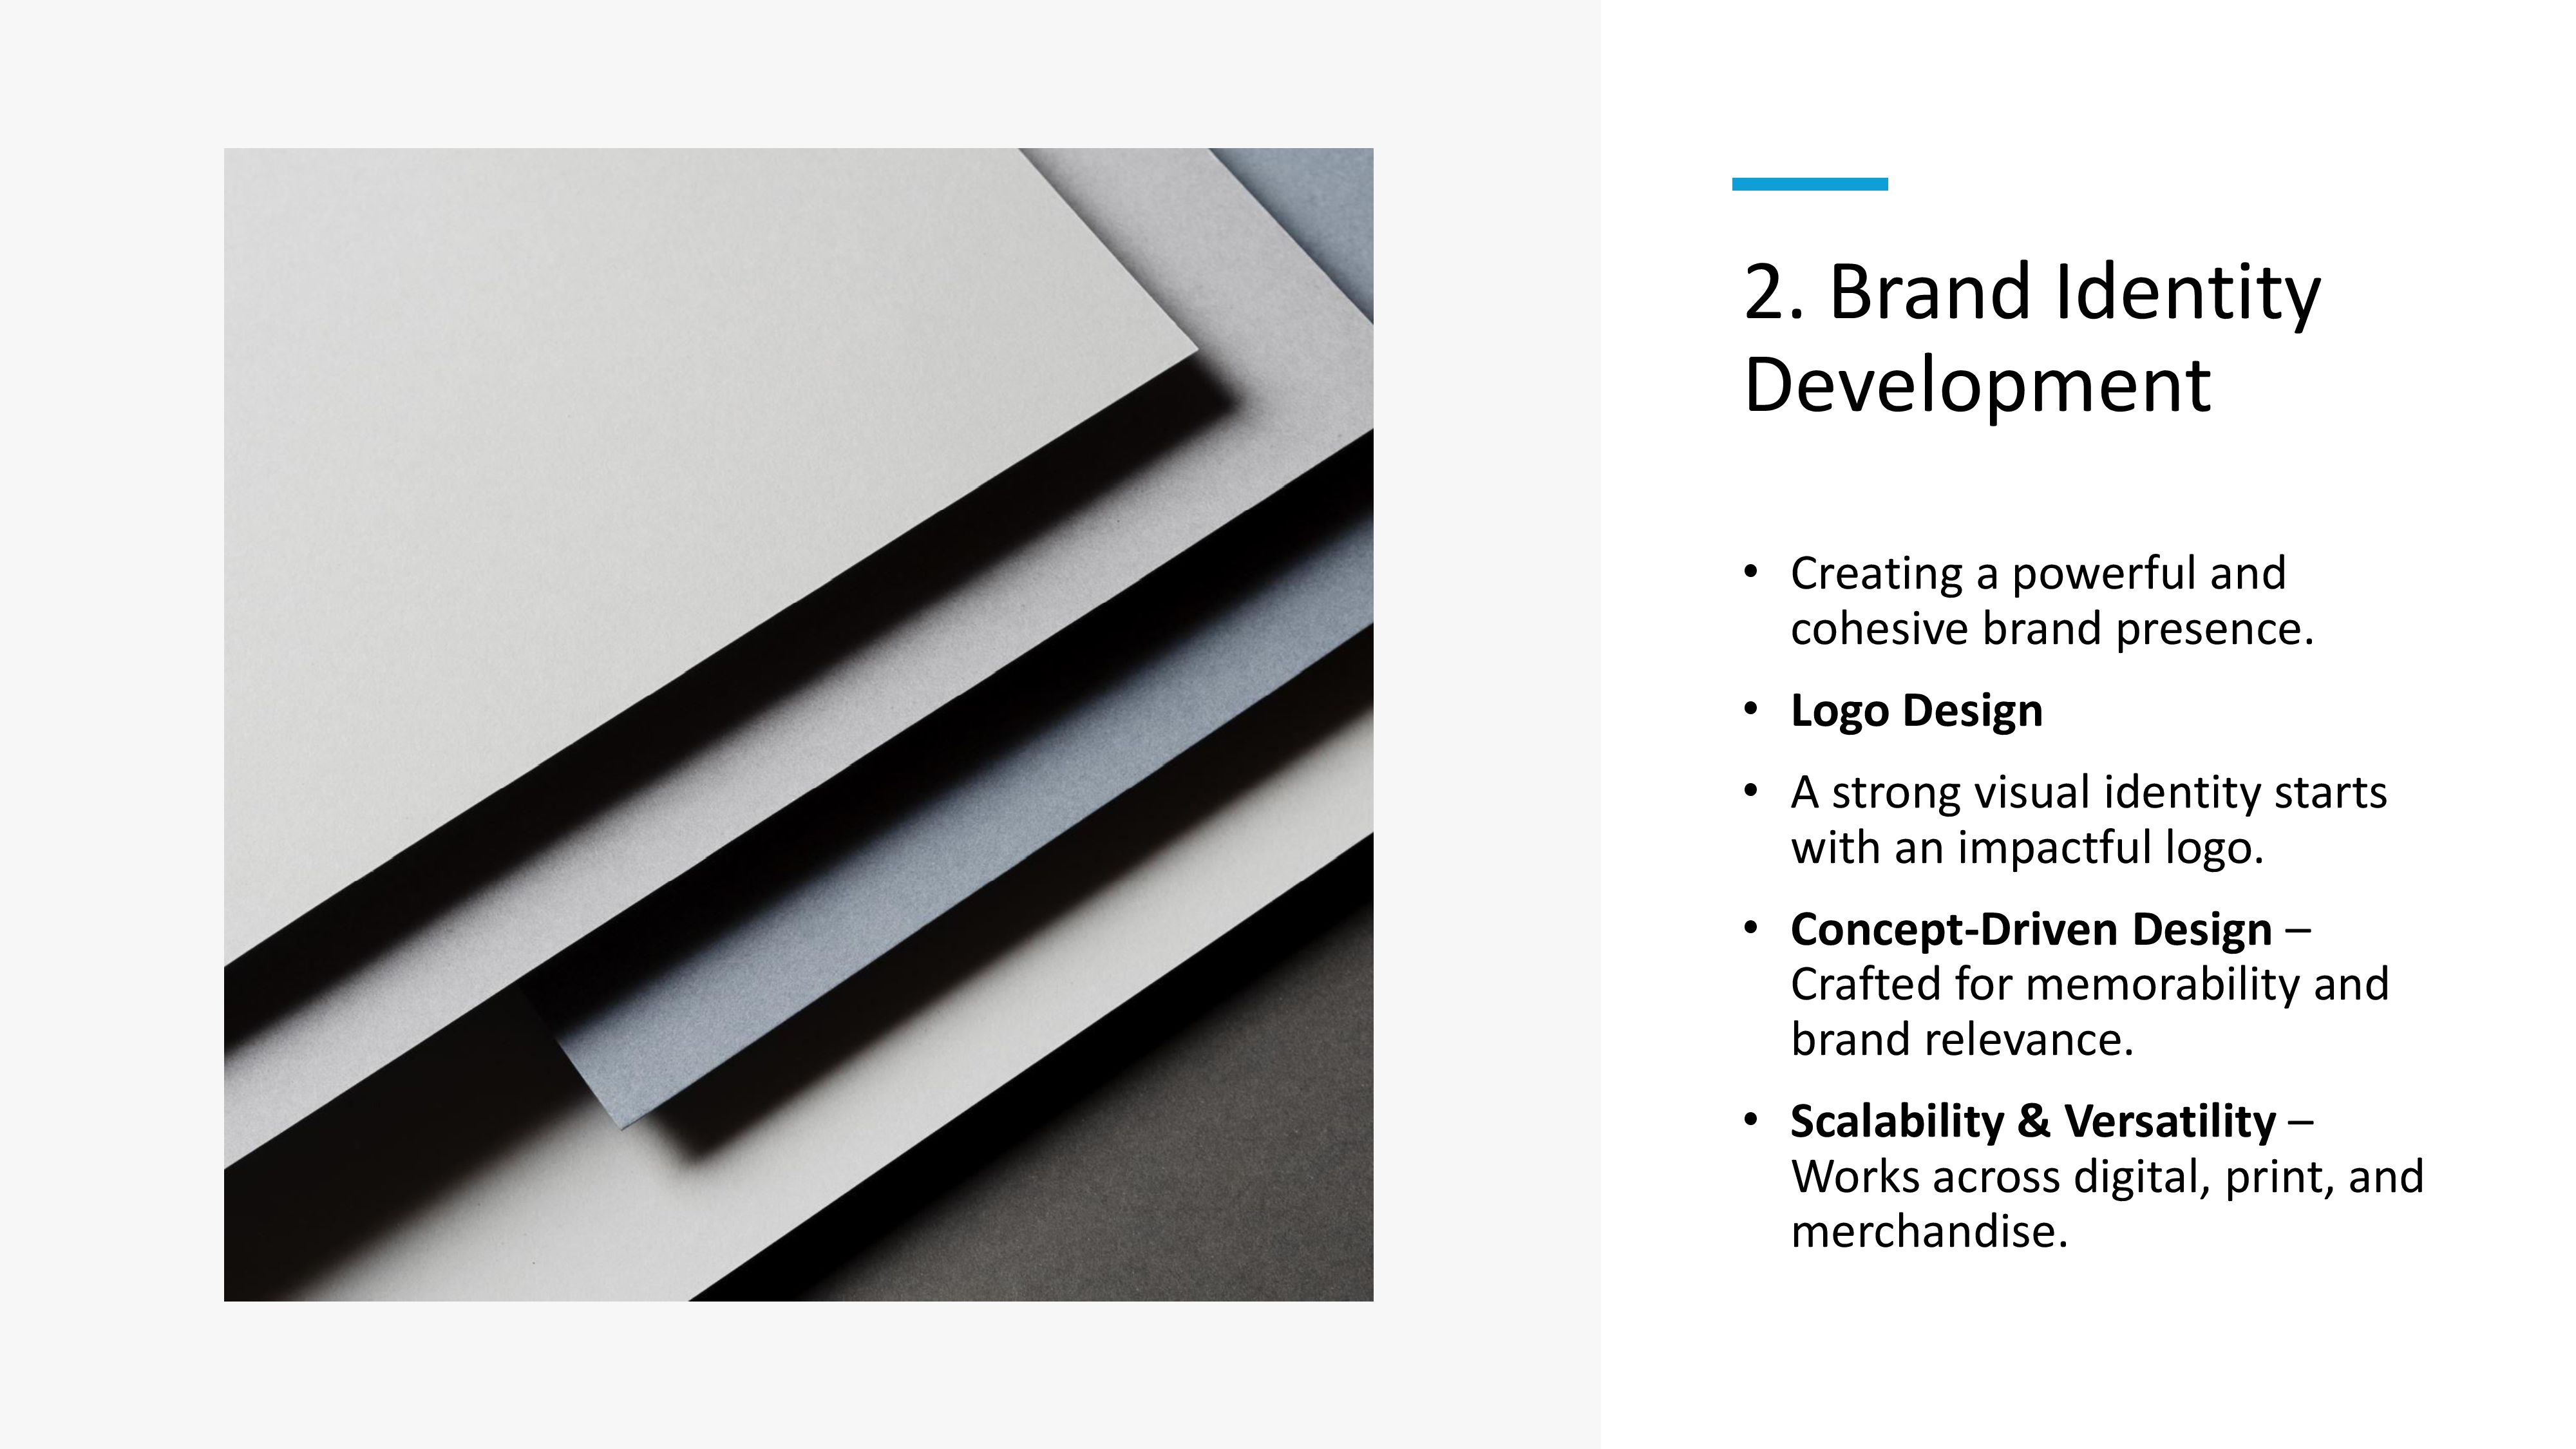 2. Brand Identity
Development
• Creating a powerful and
cohesive brand presence.
• Logo Design
• A strong visual identity starts
with an impactful logo.
• Concept-Driven Design –
Crafted for memorability and
brand relevance.
• Scalability & Versatility –
Works across digital, print, and
merchandise.